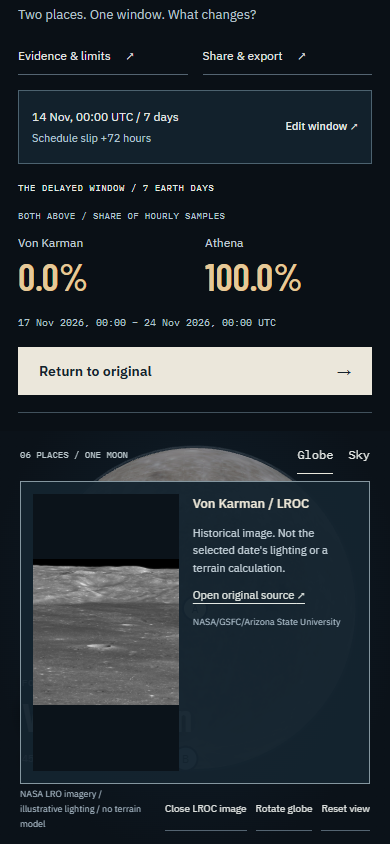 Two places. One window. What changes?
Evidence & limits ↗
Share & export ↗
14 Nov, 00:00 UTC / 7 days
Schedule slip +72 hours
Edit window ↗
THE DELAYED WINDOW / 7 EARTH DAYS
BOTH ABOVE / SHARE OF HOURLY SAMPLES
Von Karman
0.0%
Athena
100.0%
17 Nov 2026, 00:00 – 24 Nov 2026, 00:00 UTC
Return to original →
06 PLACES / ONE MOON
Globe Sky
Von Karman / LROC
Historical image. Not the
selected date's lighting or a
terrain calculation.
Open original source ↗
NASA/GSFC/Arizona State University
NASA LRO imagery /
illustrative lighting / no terrain
model
Close LROC image
Rotate globe
Reset view